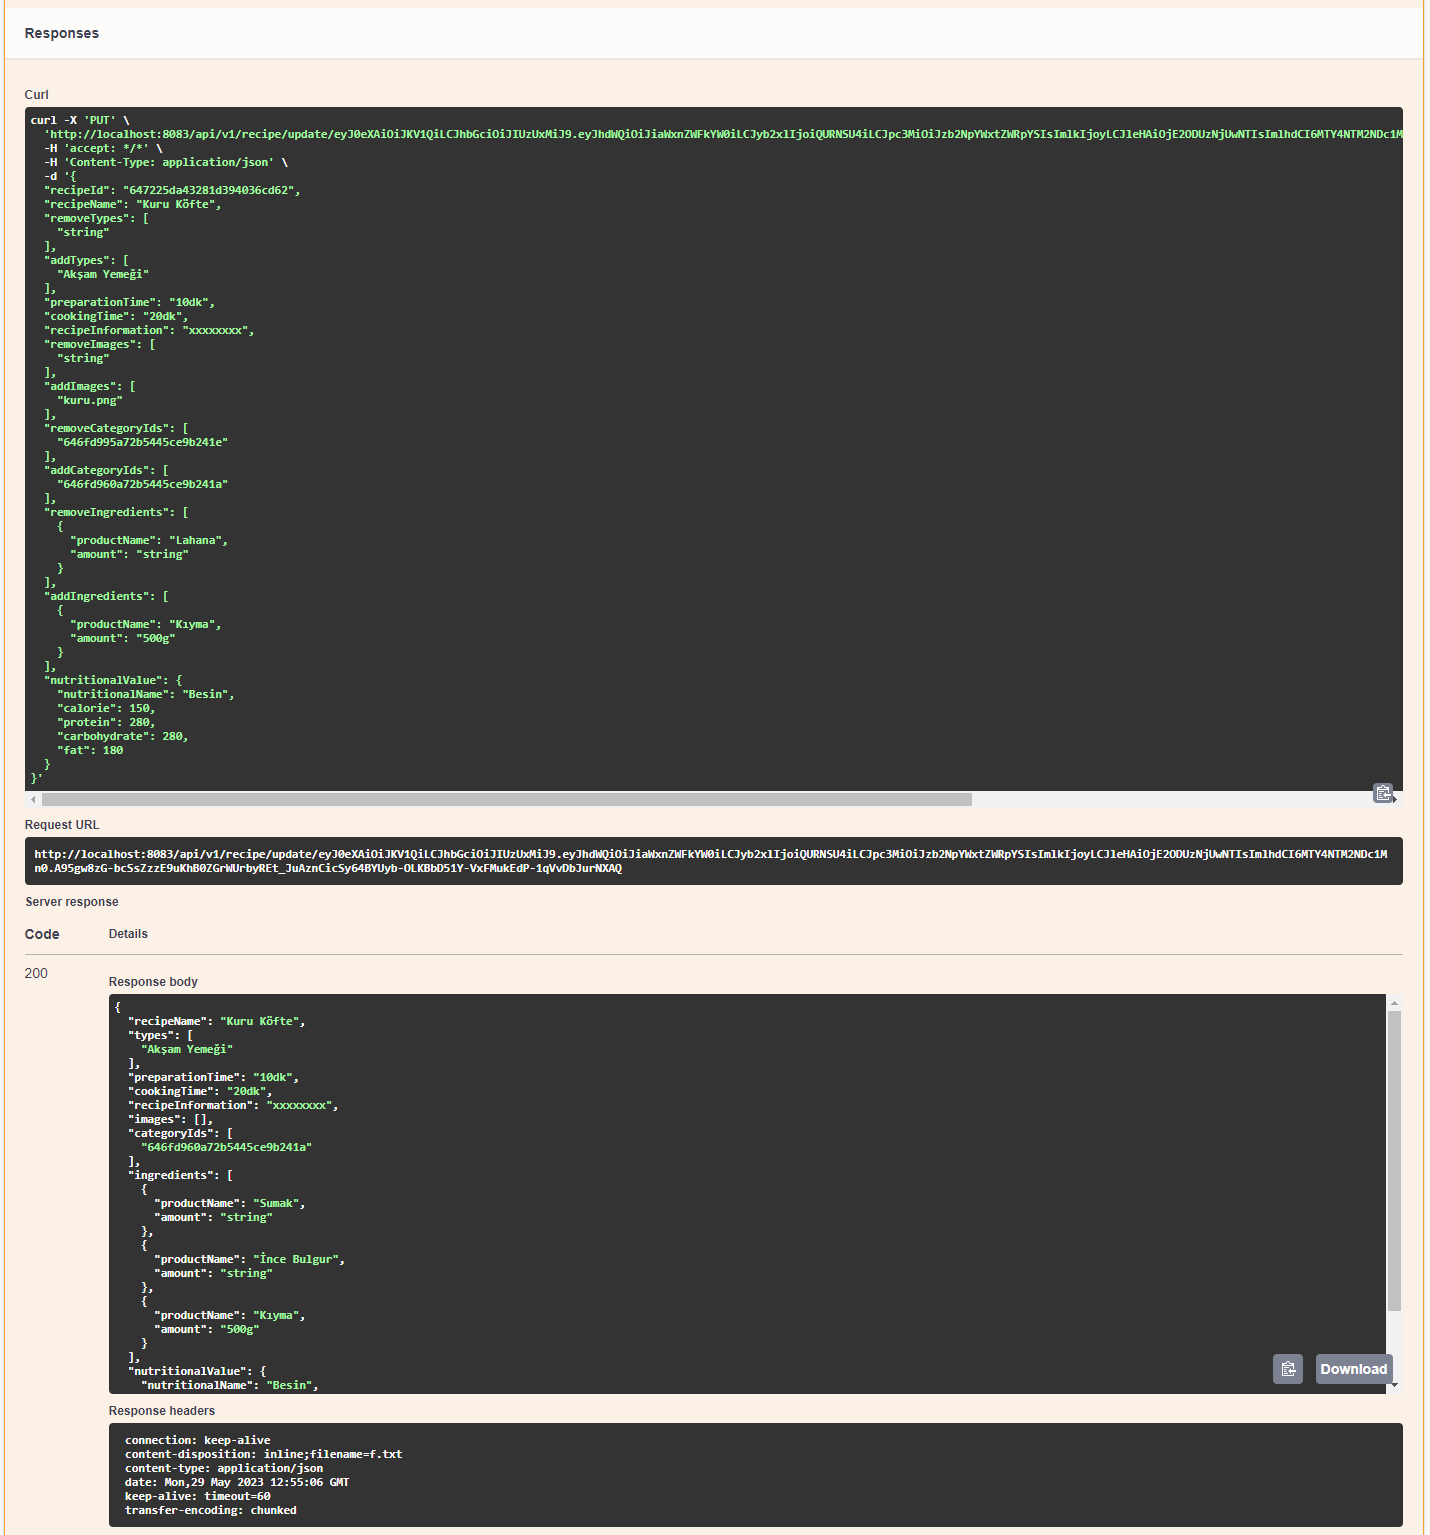 Responses
Curl
curl -X 'PUT' \
  'http://localhost:8083/api/v1/recipe/update/eyJ0eXAiOiJKV1QiLCJhbGciOiJIUzUxMiJ9.eyJhdWQiOiJiaWxnZWFkYW0iLCJyb2xlIjoiQURNSU4iLCJpc3MiOiJzb2NpYWxtZWRpYSIsImlkIjoyLCJleHAiOjE2ODUzNjUwNTIsImlhdCI6MTY4NTM2NDc1M
  -H 'accept: */*' \
  -H 'Content-Type: application/json' \
  -d '{
  "recipeId": "647225da43281d394036cd62",
  "recipeName": "Kuru Köfte",
  "removeTypes": [
    "string"
  ],
  "addTypes": [
    "Akşam Yemeği"
  ],
  "preparationTime": "10dk",
  "cookingTime": "20dk",
  "recipeInformation": "xxxxxxxx",
  "removeImages": [
    "string"
  ],
  "addImages": [
    "kuru.png"
  ],
  "removeCategoryIds": [
    "646fd995a72b5445ce9b241e"
  ],
  "addCategoryIds": [
    "646fd960a72b5445ce9b241a"
  ],
  "removeIngredients": [
    {
      "productName": "Lahana",
      "amount": "string"
    }
  ],
  "addIngredients": [
    {
      "productName": "Kıyma",
      "amount": "500g"
    }
  ],
  "nutritionalValue": {
    "nutritionalName": "Besin",
    "calorie": 150,
    "protein": 280,
    "carbohydrate": 280,
    "fat": 180
  }
}'
Request URL
http://localhost:8083/api/v1/recipe/update/eyJ0eXAiOiJKV1QiLCJhbGciOiJIUzUxMiJ9.eyJhdWQiOiJiaWxnZWFkYW0iLCJyb2xlIjoiQURNSU4iLCJpc3MiOiJzb2NpYWxtZWRpYSIsImlkIjoyLCJleHAiOjE2ODUzNjUwNTIsImlhdCI6MTY4NTM2NDc1M
n0.A95gw8zG-bcSsZzzE9uKhB0ZGrWUrbyREt_JuAznCicSy64BYUyb-OLKBbD51Y-VxFMukEdP-1qVvDbJurNXAQ
Server response
Code Details
200
Response body
{
  "recipeName": "Kuru Köfte",
  "types": [
    "Akşam Yemeği"
  ],
  "preparationTime": "10dk",
  "cookingTime": "20dk",
  "recipeInformation": "xxxxxxxx",
  "images": [],
  "categoryIds": [
    "646fd960a72b5445ce9b241a"
  ],
  "ingredients": [
    {
      "productName": "Sumak",
      "amount": "string"
    },
    {
      "productName": "İnce Bulgur",
      "amount": "string"
    },
    {
      "productName": "Kıyma",
      "amount": "500g"
    }
  ],
  "nutritionalValue": {
    "nutritionalName": "Besin",
Download
Response headers
connection: keep-alive
content-disposition: inline;filename=f.txt
content-type: application/json
date: Mon,29 May 2023 12:55:06 GMT
keep-alive: timeout=60
transfer-encoding: chunked